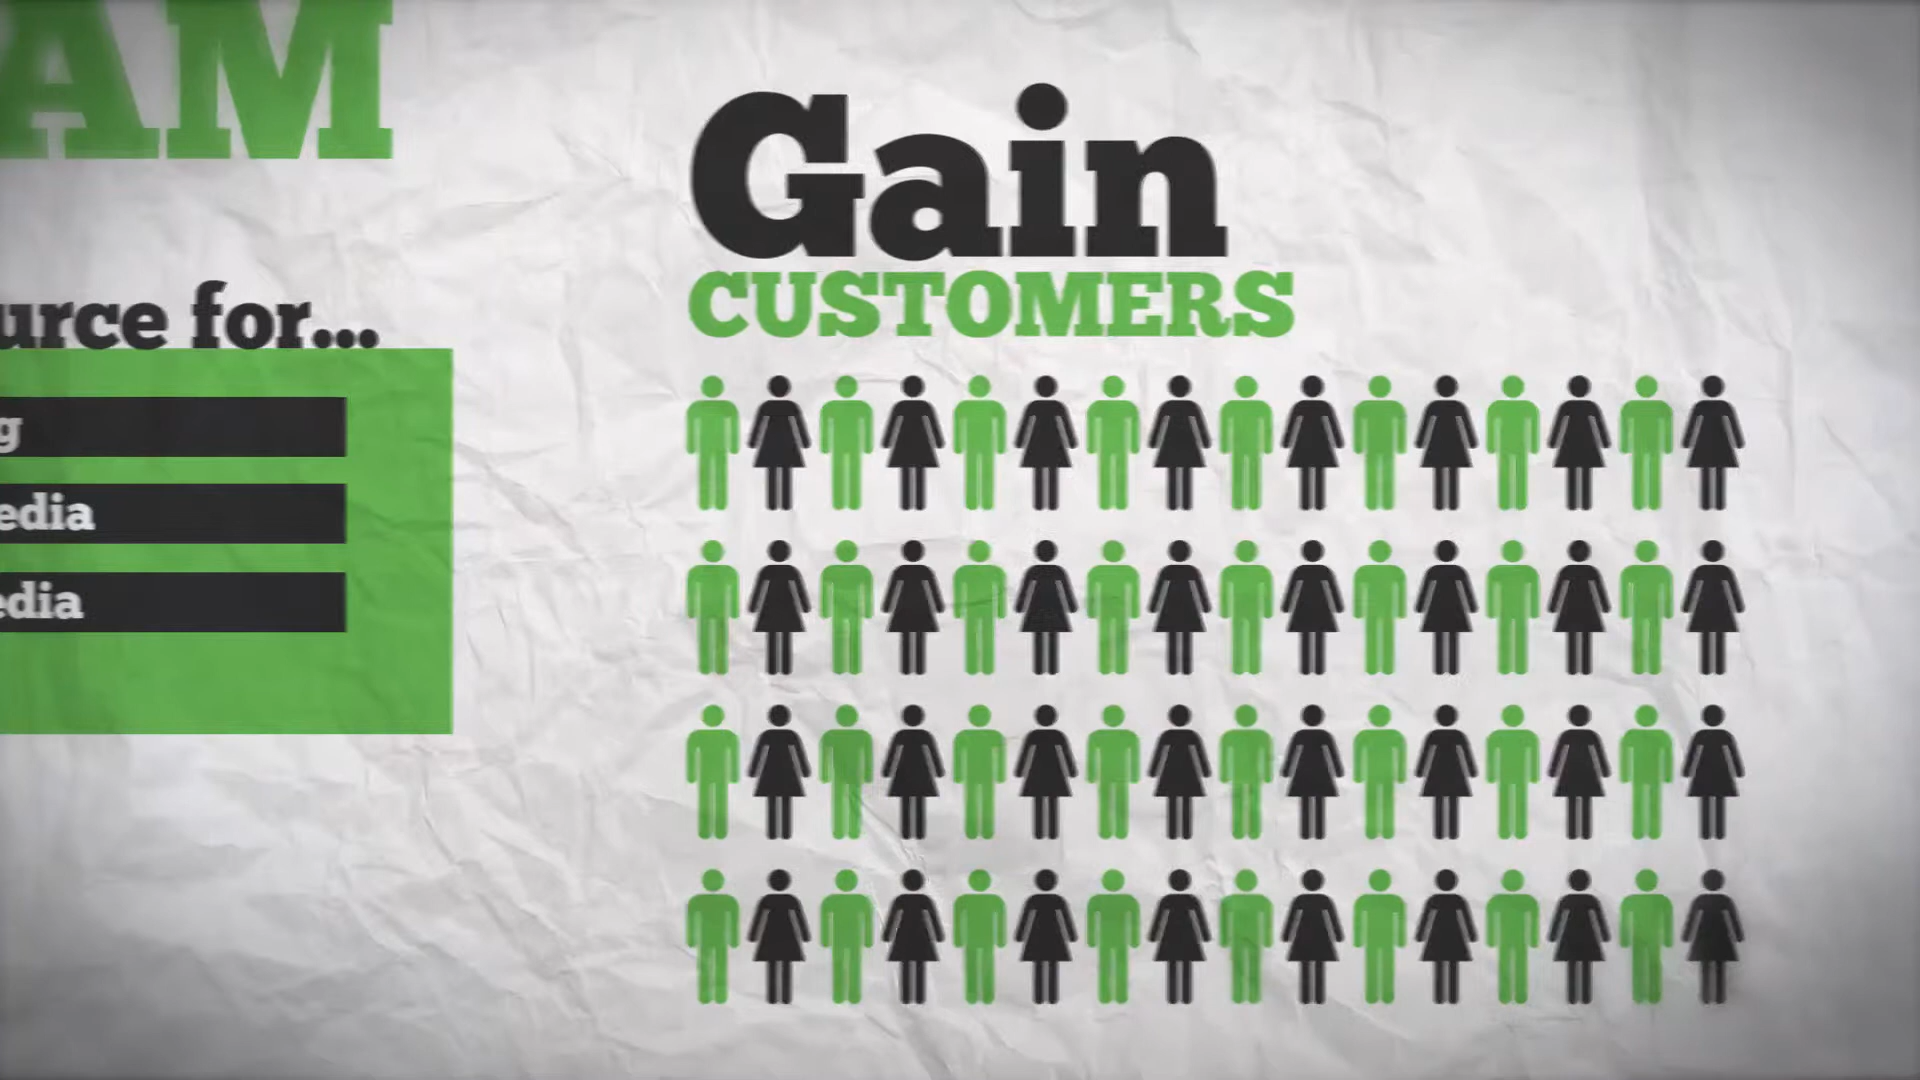 AM
urce for...
g
edia
edia
Gain
CUSTOMERS